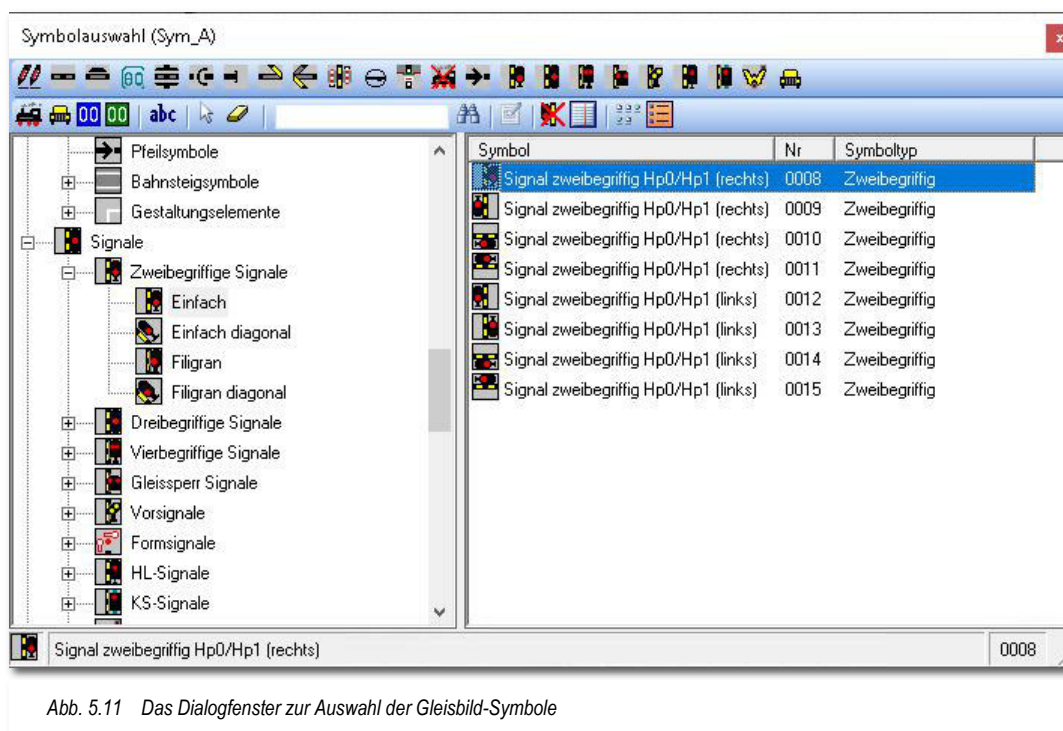 Symbolauswahl (Sym_A)
x
00 00 abc
Pfeilsymbole
Bahnsteigsymbole
Gestaltungselemente
Signale
Zweibegriffige Signale
Einfach
Einfach diagonal
Filigran
Filigran diagonal
Dreibegriffige Signale
Vierbegriffige Signale
Gleissperr Signale
Vorsignale
Formsignale
HL-Signale
KS-Signale
Symbol Nr Symboltyp
Signal zweibegriffig Hp0/Hp1 (rechts) 0008 Zweibegriffig
Signal zweibegriffig Hp0/Hp1 (rechts) 0009 Zweibegriffig
Signal zweibegriffig Hp0/Hp1 (rechts) 0010 Zweibegriffig
Signal zweibegriffig Hp0/Hp1 (rechts) 0011 Zweibegriffig
Signal zweibegriffig Hp0/Hp1 (links) 0012 Zweibegriffig
Signal zweibegriffig Hp0/Hp1 (links) 0013 Zweibegriffig
Signal zweibegriffig Hp0/Hp1 (links) 0014 Zweibegriffig
Signal zweibegriffig Hp0/Hp1 (links) 0015 Zweibegriffig
Signal zweibegriffig Hp0/Hp1 (rechts) 0008
Abb. 5.11 Das Dialogfenster zur Auswahl der Gleisbild-Symbole